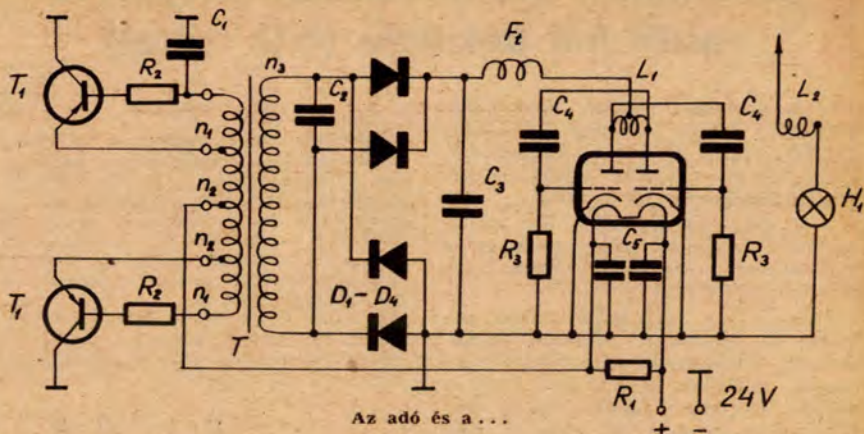 C₁
R₂
T₁
n₁
n₂
n₂
n₁
R₂
T₁
T
n₃
C₂
D₁-D₄
C₃
Ft
L₁
C₄
C₄
R₃
C₅
R₃
L₂
H₁
R₁
+
-
24V
Az adó és a...